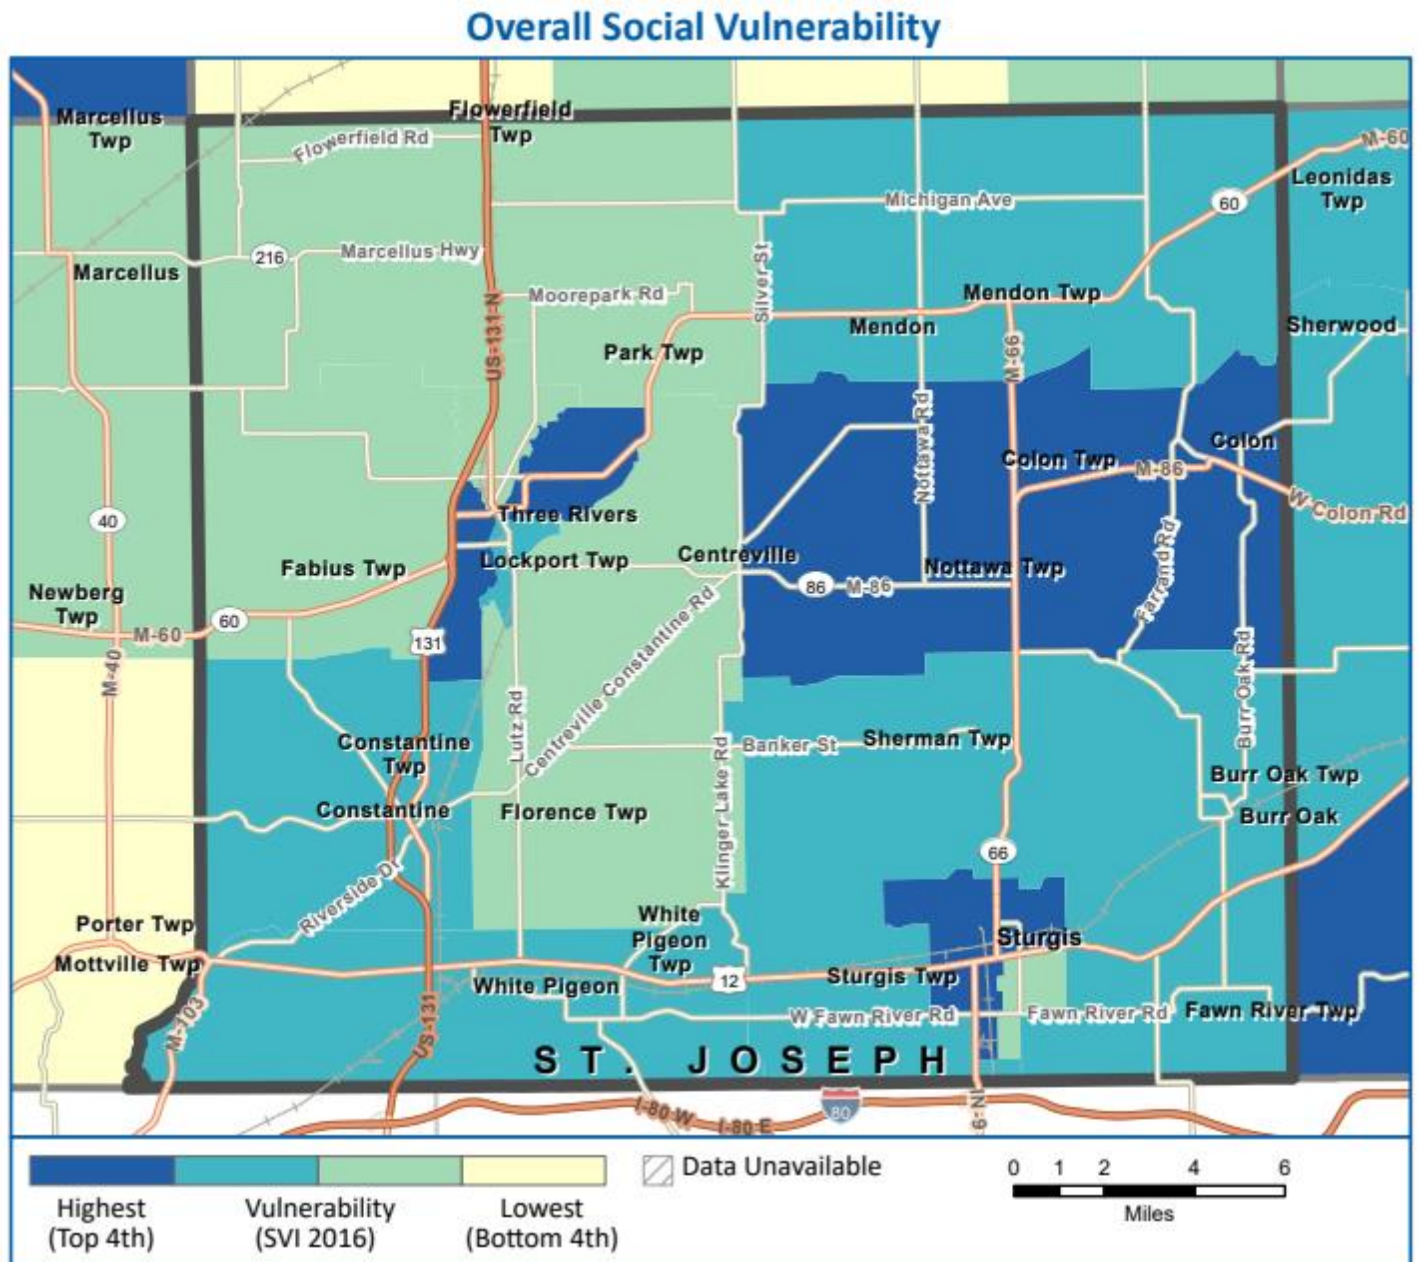 Overall Social Vulnerability
Marcellus
Twp
Flowerfield
Twp
Flowerfield Rd
M-60
Leonidas
Twp
60
Michigan Ave
216
Marcellus Hwy
Marcellus
Silver St
Moorepark Rd
US-131-N
Mendon Twp
Mendon
Sherwood
Park Twp
M-66
Nottawa Rd
Colon
Colon Twp
M-86
W Colon Rd
40
Three Rivers
Farrand Rd
Fabius Twp
Lockport Twp
Centreville
Nottawa Twp
86
M-86
Newberg
Twp
60
M-60
131
M-40
Centreville Constantine Rd
Lutz Rd
Burr Oak Rd
Constantine
Twp
Banker St
Sherman Twp
Klinger Lake Rd
Burr Oak Twp
Constantine
Florence Twp
Burr Oak
66
Riverside Dr
Porter Twp
White
Pigeon
Twp
Sturgis
Mottville Twp
White Pigeon
12
Sturgis Twp
M-103
US-131
W Fawn River Rd
Fawn River Rd
Fawn River Twp
ST. JOSEPH
I-80 W
I-80 E
80
IN-9
Data Unavailable
0 1 2 4 6
Miles
Highest
(Top 4th)
Vulnerability
(SVI 2016)
Lowest
(Bottom 4th)